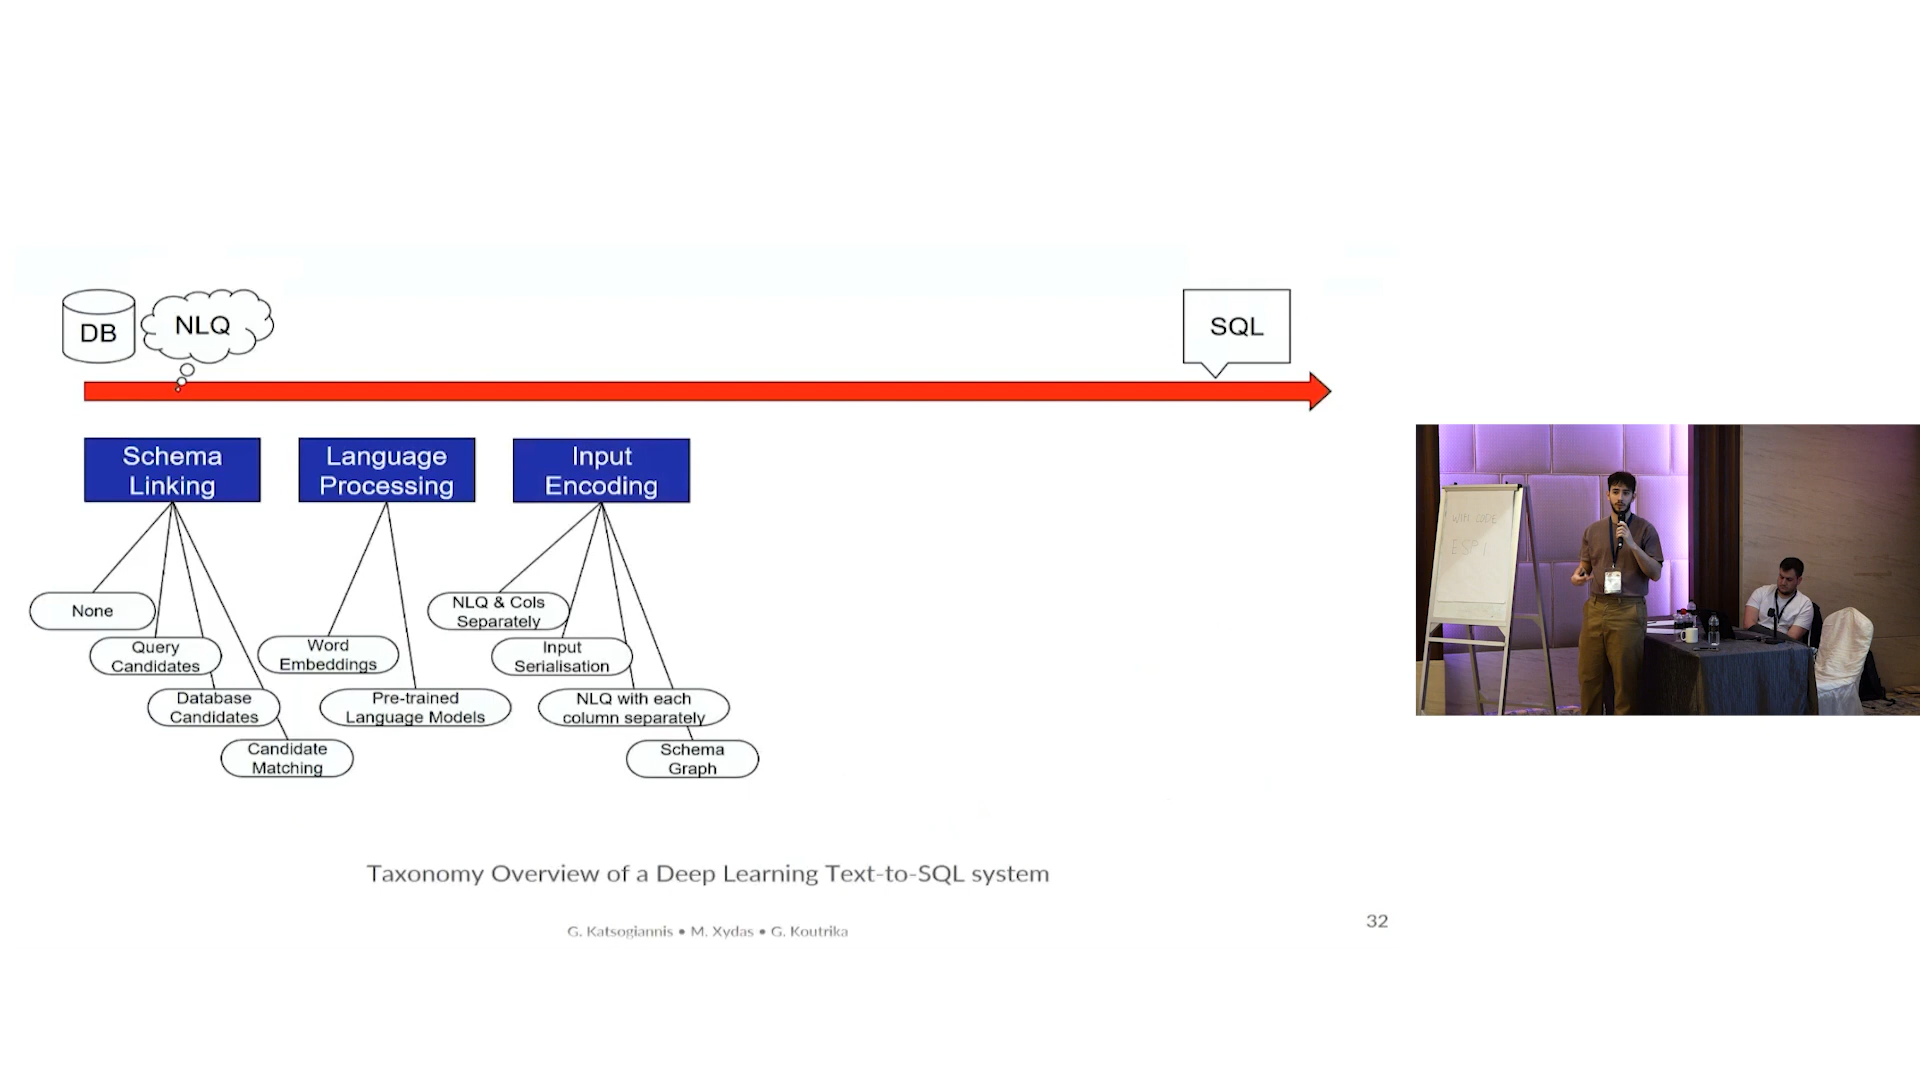 DB
NLQ
SQL
Schema
Linking
Language
Processing
Input
Encoding
None
Query
Candidates
Database
Candidates
Candidate
Matching
Word
Embeddings
Pre-trained
Language Models
NLQ & Cols
Separately
Input
Serialisation
NLQ with each
column separately
Schema
Graph
Taxonomy Overview of a Deep Learning Text-to-SQL system
G. Katsogiannis • M. Xydas • G. Koutrika
32